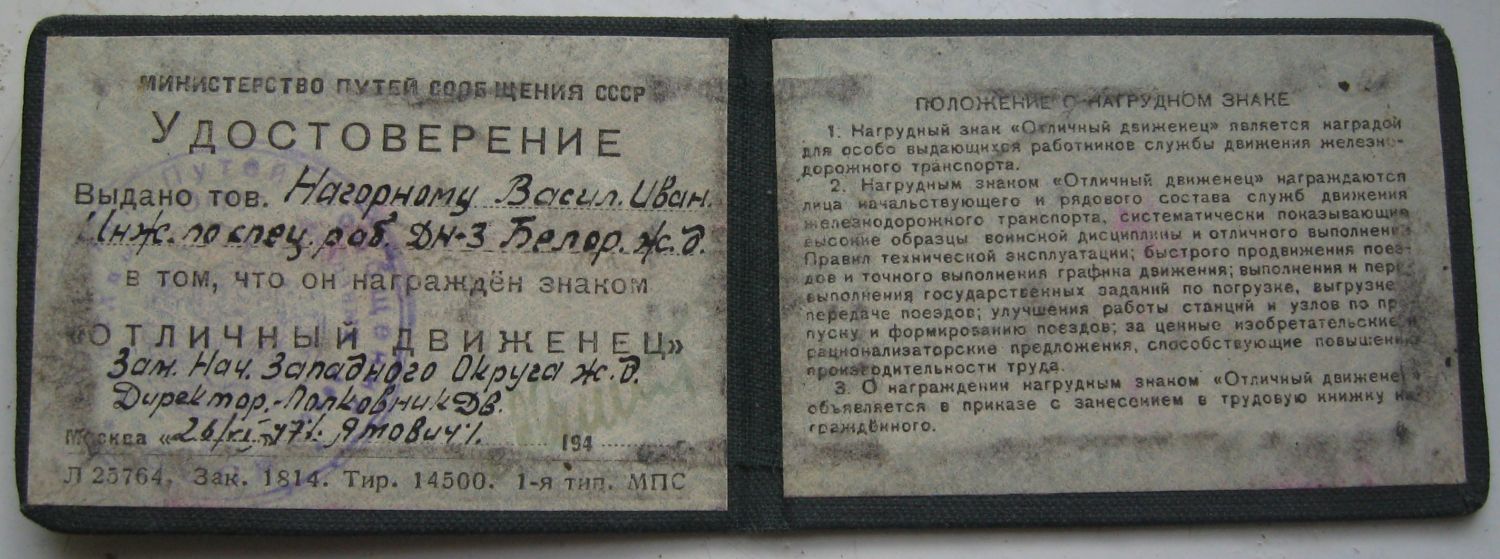 МИНИСТЕРСТВО ПУТЕЙ СООБЩЕНИЯ СССР
УДОСТОВЕРЕНИЕ
Выдано тов. Нагорному Васил. Иван.
Инж. по спец. раб. ДН-3 Белор. ж.д.
в том, что он награждён знаком
«ОТЛИЧНЫЙ ДВИЖЕНЕЦ»
Зам. Нач. Западного Округа ж.д.
Директор.-Полковник Дв.
Москва «26/XI-47г. Ятович». 194 г.
Л 25764. Зак. 1814. Тир. 14500. 1-я тип. МПС
ПОЛОЖЕНИЕ О НАГРУДНОМ ЗНАКЕ
1. Нагрудный знак «Отличный движенец» является наградой
для особо выдающихся работников службы движения железно-
дорожного транспорта.
2. Нагрудным знаком «Отличный движенец» награждаются
лица начальствующего и рядового состава служб движения
железнодорожного транспорта, систематически показывающие
высокие образцы воинской дисциплины и отличного выполнения
Правил технической эксплуатации; быстрого продвижения поез-
дов и точного выполнения графика движения; выполнения и пере-
выполнения государственных заданий по погрузке, выгрузке
передаче поездов; улучшения работы станций и узлов по про-
пуску и формированию поездов; за ценные изобретательские и
рационализаторские предложения, способствующие повышению
производительности труда.
3. О награждении нагрудным знаком «Отличный движенец»
объявляется в приказе с занесением в трудовую книжку на-
граждённого.